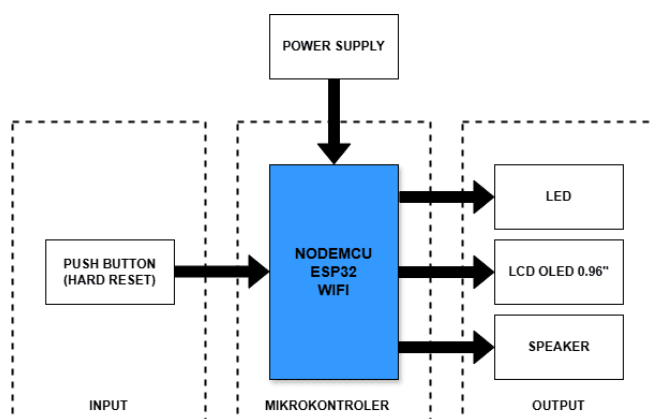 POWER SUPPLY
PUSH BUTTON
(HARD RESET)
NODEMCU
ESP32
WIFI
LED
LCD OLED 0.96"
SPEAKER
INPUT
MIKROKONTROLER
OUTPUT